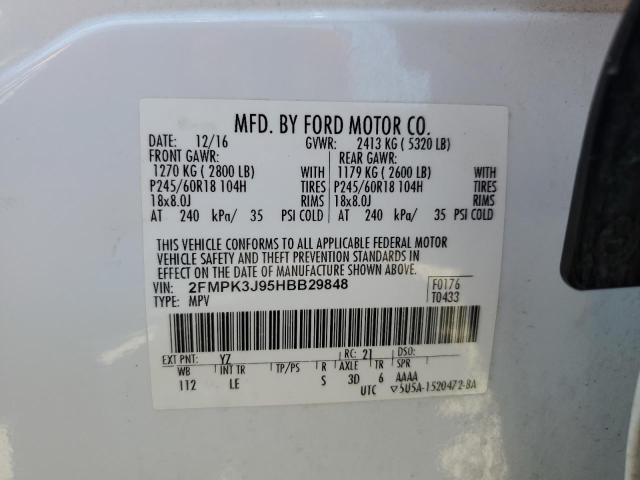 MFD. BY FORD MOTOR CO.
DATE: 12/16 GVWR: 2413 KG ( 5320 LB)
FRONT GAWR: REAR GAWR:
1270 KG ( 2800 LB) WITH 1179 KG ( 2600 LB) WITH
P245/60R18 104H TIRES P245/60R18 104H TIRES
18x8.0J RIMS 18x8.0J RIMS
AT 240 kPa/ 35 PSI COLD AT 240 kPa/ 35 PSI COLD
THIS VEHICLE CONFORMS TO ALL APPLICABLE FEDERAL MOTOR
VEHICLE SAFETY AND THEFT PREVENTION STANDARDS IN
EFFECT ON THE DATE OF MANUFACTURE SHOWN ABOVE.
VIN: 2FMPK3J95HBB29848 F0176
TYPE: MPV T0433
EXT PNT: YZ RC: 21 DSO:
WB INT TR TP/PS R AXLE TR SPR
112 LE S 3D 6 AAAA
UTC ▽5U5A-1520472-BA